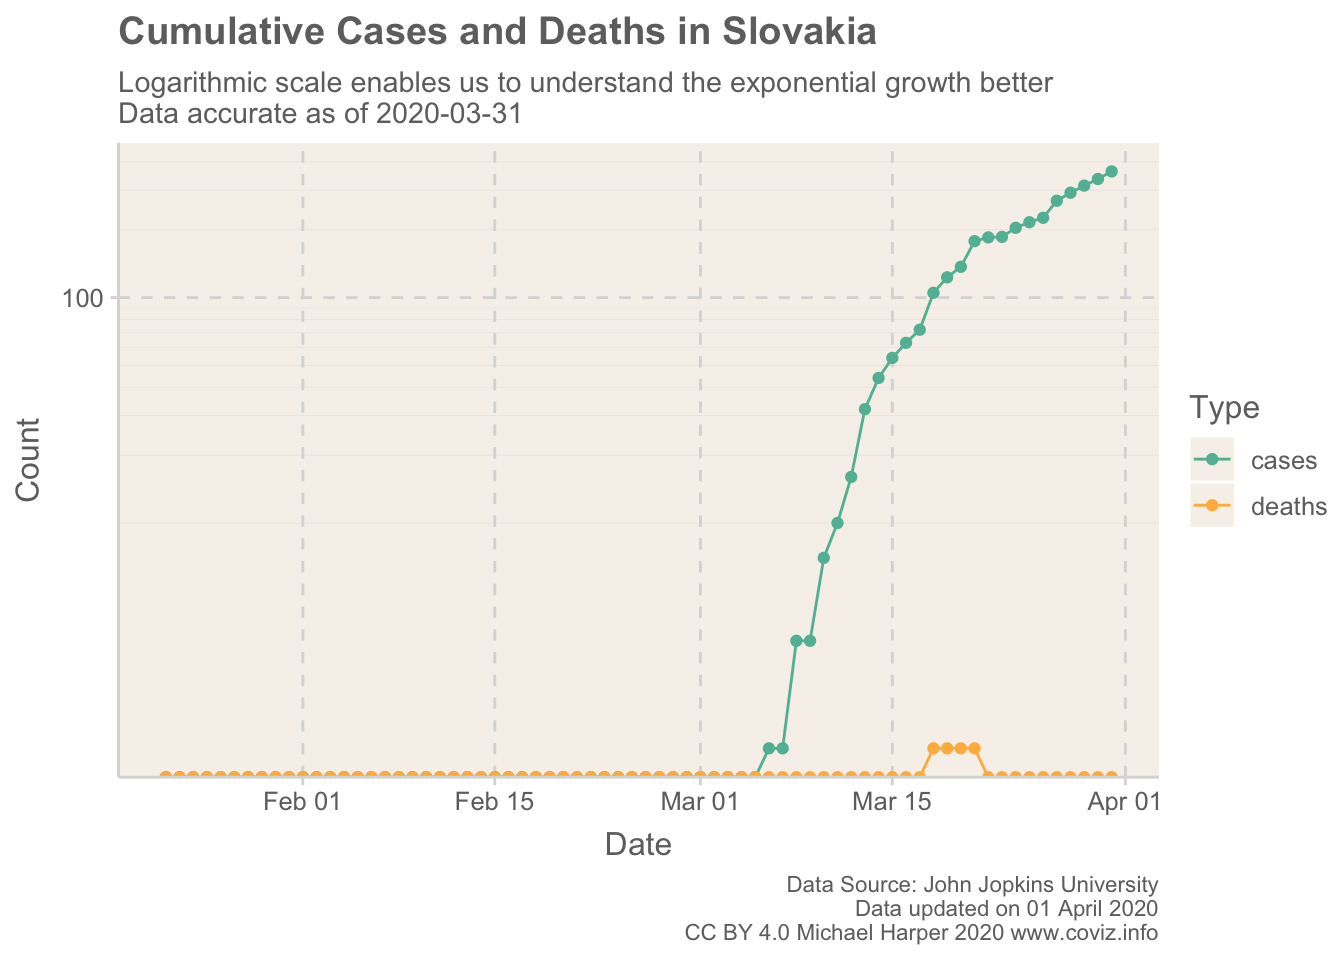 Cumulative Cases and Deaths in Slovakia
Logarithmic scale enables us to understand the exponential growth better
Data accurate as of 2020-03-31
100
Count
Feb 01
Feb 15
Mar 01
Mar 15
Apr 01
Date
Type
cases
deaths
Data Source: John Jopkins University
Data updated on 01 April 2020
CC BY 4.0 Michael Harper 2020 www.coviz.info